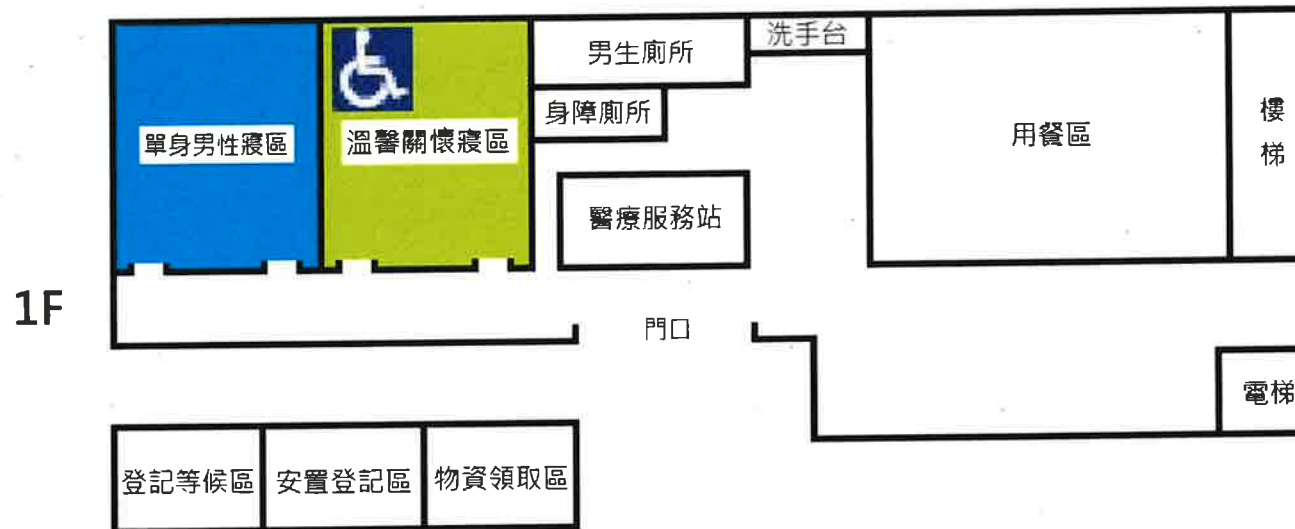 男生廁所
洗手台
身障廁所
單身男性寢區
溫馨關懷寢區
用餐區
樓梯
醫療服務站
1F
門口
電梯
登記等候區
安置登記區
物資領取區